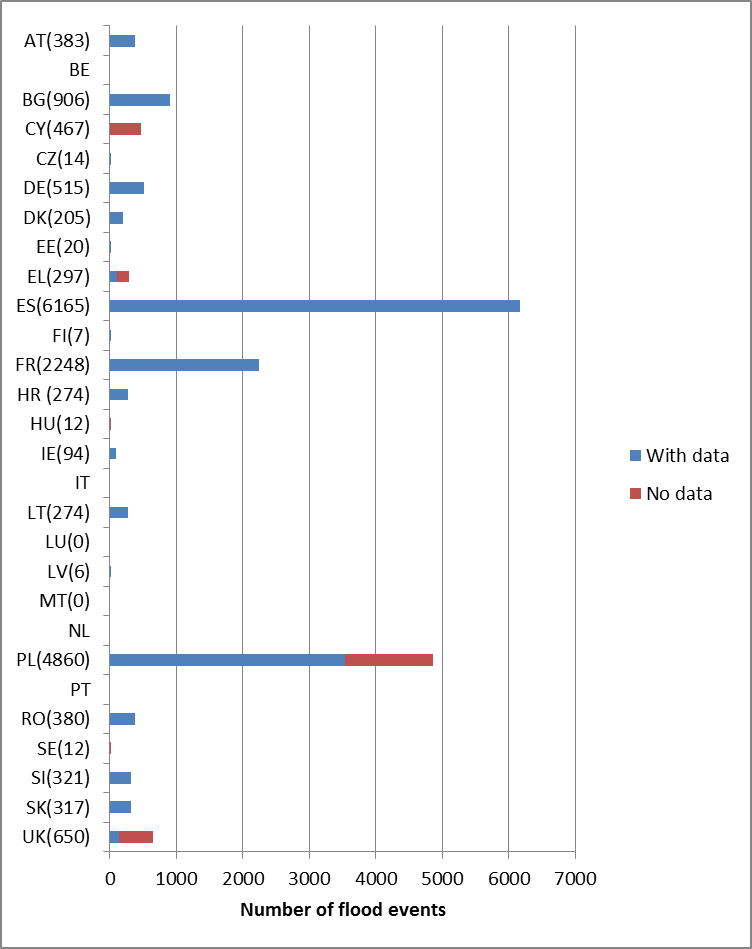 AT(383)
BE
BG(906)
CY(467)
CZ(14)
DE(515)
DK(205)
EE(20)
EL(297)
ES(6165)
FI(7)
FR(2248)
HR (274)
HU(12)
IE(94)
IT
LT(274)
LU(0)
LV(6)
MT(0)
NL
PL(4860)
PT
RO(380)
SE(12)
SI(321)
SK(317)
UK(650)
With data
No data
0 1000 2000 3000 4000 5000 6000 7000
Number of flood events